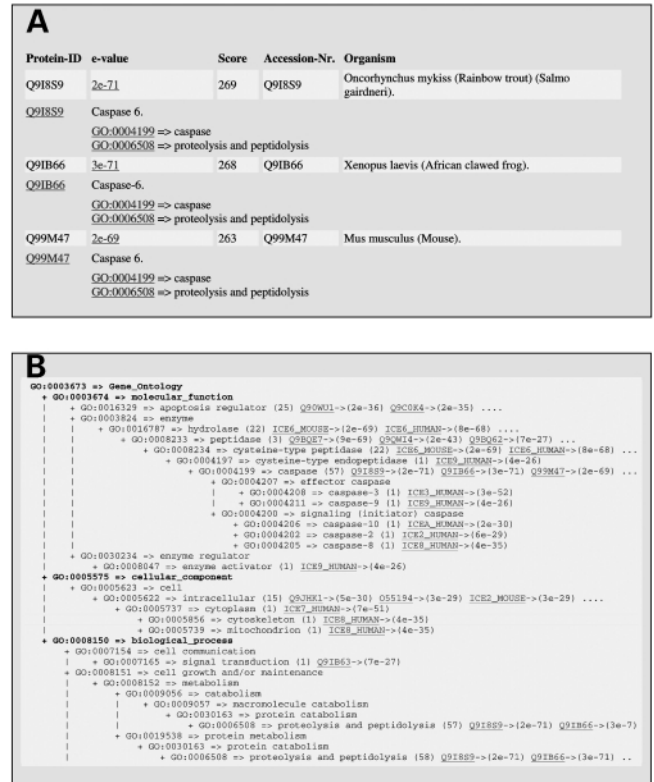 A
Protein-ID e-value Score Accession-Nr. Organism
Q9I8S9 2e-71 269 Q9I8S9 Oncorhynchus mykiss (Rainbow trout) (Salmo gairdneri).
Q9I8S9 Caspase 6.
GO:0004199 => caspase
GO:0006508 => proteolysis and peptidolysis
Q9IB66 3e-71 268 Q9IB66 Xenopus laevis (African clawed frog).
Q9IB66 Caspase-6.
GO:0004199 => caspase
GO:0006508 => proteolysis and peptidolysis
Q99M47 2e-69 263 Q99M47 Mus musculus (Mouse).
Q99M47 Caspase 6.
GO:0004199 => caspase
GO:0006508 => proteolysis and peptidolysis
B
GO:0003673 => Gene_Ontology
+ GO:0003674 => molecular_function
| + GO:0016329 => apoptosis regulator (25) Q90WU1->(2e-36) Q9C0K4->(2e-35) ....
| + GO:0003824 => enzyme
| | + GO:0016787 => hydrolase (22) ICE6_MOUSE->(2e-69) ICE6_HUMAN->(8e-68) ....
| | + GO:0008233 => peptidase (3) Q9BQE7->(9e-69) Q9QWI4->(2e-43) Q9BQ62->(7e-27) ...
| | + GO:0008234 => cysteine-type peptidase (22) ICE6_MOUSE->(2e-69) ICE6_HUMAN->(8e-68) ...
| | + GO:0004197 => cysteine-type endopeptidase (1) ICE9_HUMAN->(4e-26)
| | + GO:0004199 => caspase (57) Q9I8S9->(2e-71) Q9IB66->(3e-71) Q99M47->(2e-69) ...
| | + GO:0004207 => effector caspase
| | | + GO:0004208 => caspase-3 (1) ICE3_HUMAN->(3e-52)
| | | + GO:0004211 => caspase-9 (1) ICE9_HUMAN->(4e-26)
| | + GO:0004200 => signaling (initiator) caspase
| | + GO:0004206 => caspase-10 (1) ICEA_HUMAN->(2e-30)
| | + GO:0004202 => caspase-2 (1) ICE2_HUMAN->(6e-29)
| | + GO:0004205 => caspase-8 (1) ICE8_HUMAN->(4e-35)
| + GO:0030234 => enzyme regulator
| + GO:0008047 => enzyme activator (1) ICE9_HUMAN->(4e-26)
+ GO:0005575 => cellular_component
| + GO:0005623 => cell
| + GO:0005622 => intracellular (15) Q9JHK1->(5e-30) O55194->(3e-29) ICE2_MOUSE->(3e-29) ....
| + GO:0005737 => cytoplasm (1) ICE7_HUMAN->(7e-51)
| + GO:0005856 => cytoskeleton (1) ICE8_HUMAN->(4e-35)
| + GO:0005739 => mitochondrion (1) ICE8_HUMAN->(4e-35)
+ GO:0008150 => biological_process
| + GO:0007154 => cell communication
| | + GO:0007165 => signal transduction (1) Q9IB63->(7e-27)
| + GO:0008151 => cell growth and/or maintenance
| + GO:0008152 => metabolism
| + GO:0009056 => catabolism
| | + GO:0009057 => macromolecule catabolism
| | + GO:0030163 => protein catabolism
| | + GO:0006508 => proteolysis and peptidolysis (57) Q9I8S9->(2e-71) Q9IB66->(3e-7)
| + GO:0019538 => protein metabolism
| + GO:0030163 => protein catabolism
| + GO:0006508 => proteolysis and peptidolysis (58) Q9I8S9->(2e-71) Q9IB66->(3e-71) ..